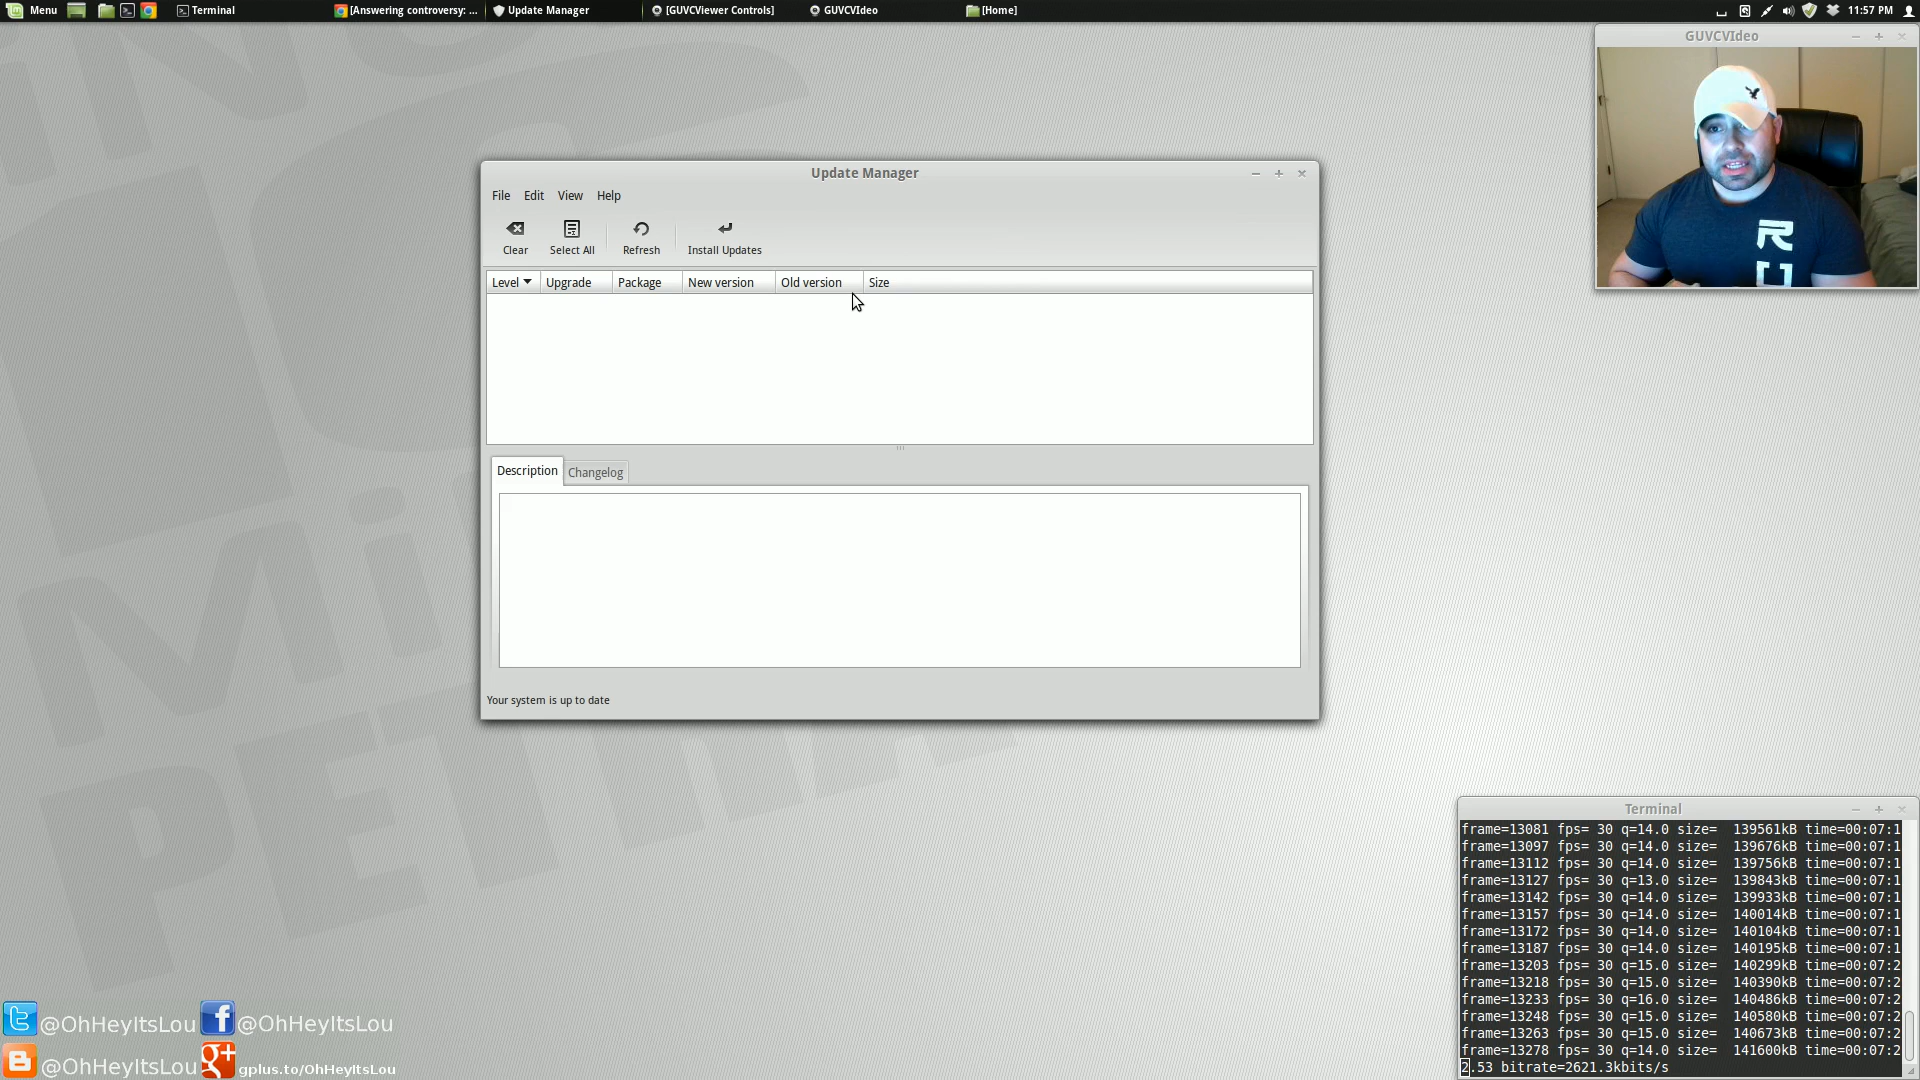 Menu
Terminal
[Answering controversy: ...
Update Manager
[GUVCViewer Controls]
GUVCVIdeo
[Home]
11:57 PM
GUVCVIdeo
Update Manager
File Edit View Help
Clear
Select All
Refresh
Install Updates
Level Upgrade Package New version Old version Size
Description Changelog
Your system is up to date
Terminal
frame=13081 fps= 30 q=14.0 size=  139561kB time=00:07:1
frame=13097 fps= 30 q=14.0 size=  139676kB time=00:07:1
frame=13112 fps= 30 q=14.0 size=  139756kB time=00:07:1
frame=13127 fps= 30 q=13.0 size=  139843kB time=00:07:1
frame=13142 fps= 30 q=14.0 size=  139933kB time=00:07:1
frame=13157 fps= 30 q=14.0 size=  140014kB time=00:07:1
frame=13172 fps= 30 q=14.0 size=  140104kB time=00:07:1
frame=13187 fps= 30 q=14.0 size=  140195kB time=00:07:1
frame=13203 fps= 30 q=15.0 size=  140299kB time=00:07:2
frame=13218 fps= 30 q=15.0 size=  140390kB time=00:07:2
frame=13233 fps= 30 q=16.0 size=  140486kB time=00:07:2
frame=13248 fps= 30 q=15.0 size=  140580kB time=00:07:2
frame=13263 fps= 30 q=15.0 size=  140673kB time=00:07:2
frame=13278 fps= 30 q=14.0 size=  141600kB time=00:07:2
2.53 bitrate=2621.3kbits/s
@OhHeyItsLou
@OhHeyItsLou
@OhHeyItsLou
gplus.to/OhHeyItsLou